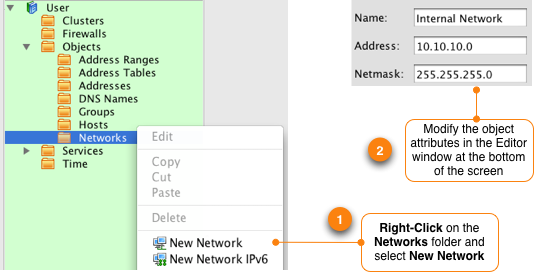 User
Clusters
Firewalls
Objects
Address Ranges
Address Tables
Addresses
DNS Names
Groups
Hosts
Networks
Services
Time
Edit
Copy
Cut
Paste
Delete
New Network
New Network IPv6
Name: Internal Network
Address: 10.10.10.0
Netmask: 255.255.255.0
2
Modify the object
attributes in the Editor
window at the bottom
of the screen
1
Right-Click on the
Networks folder and
select New Network